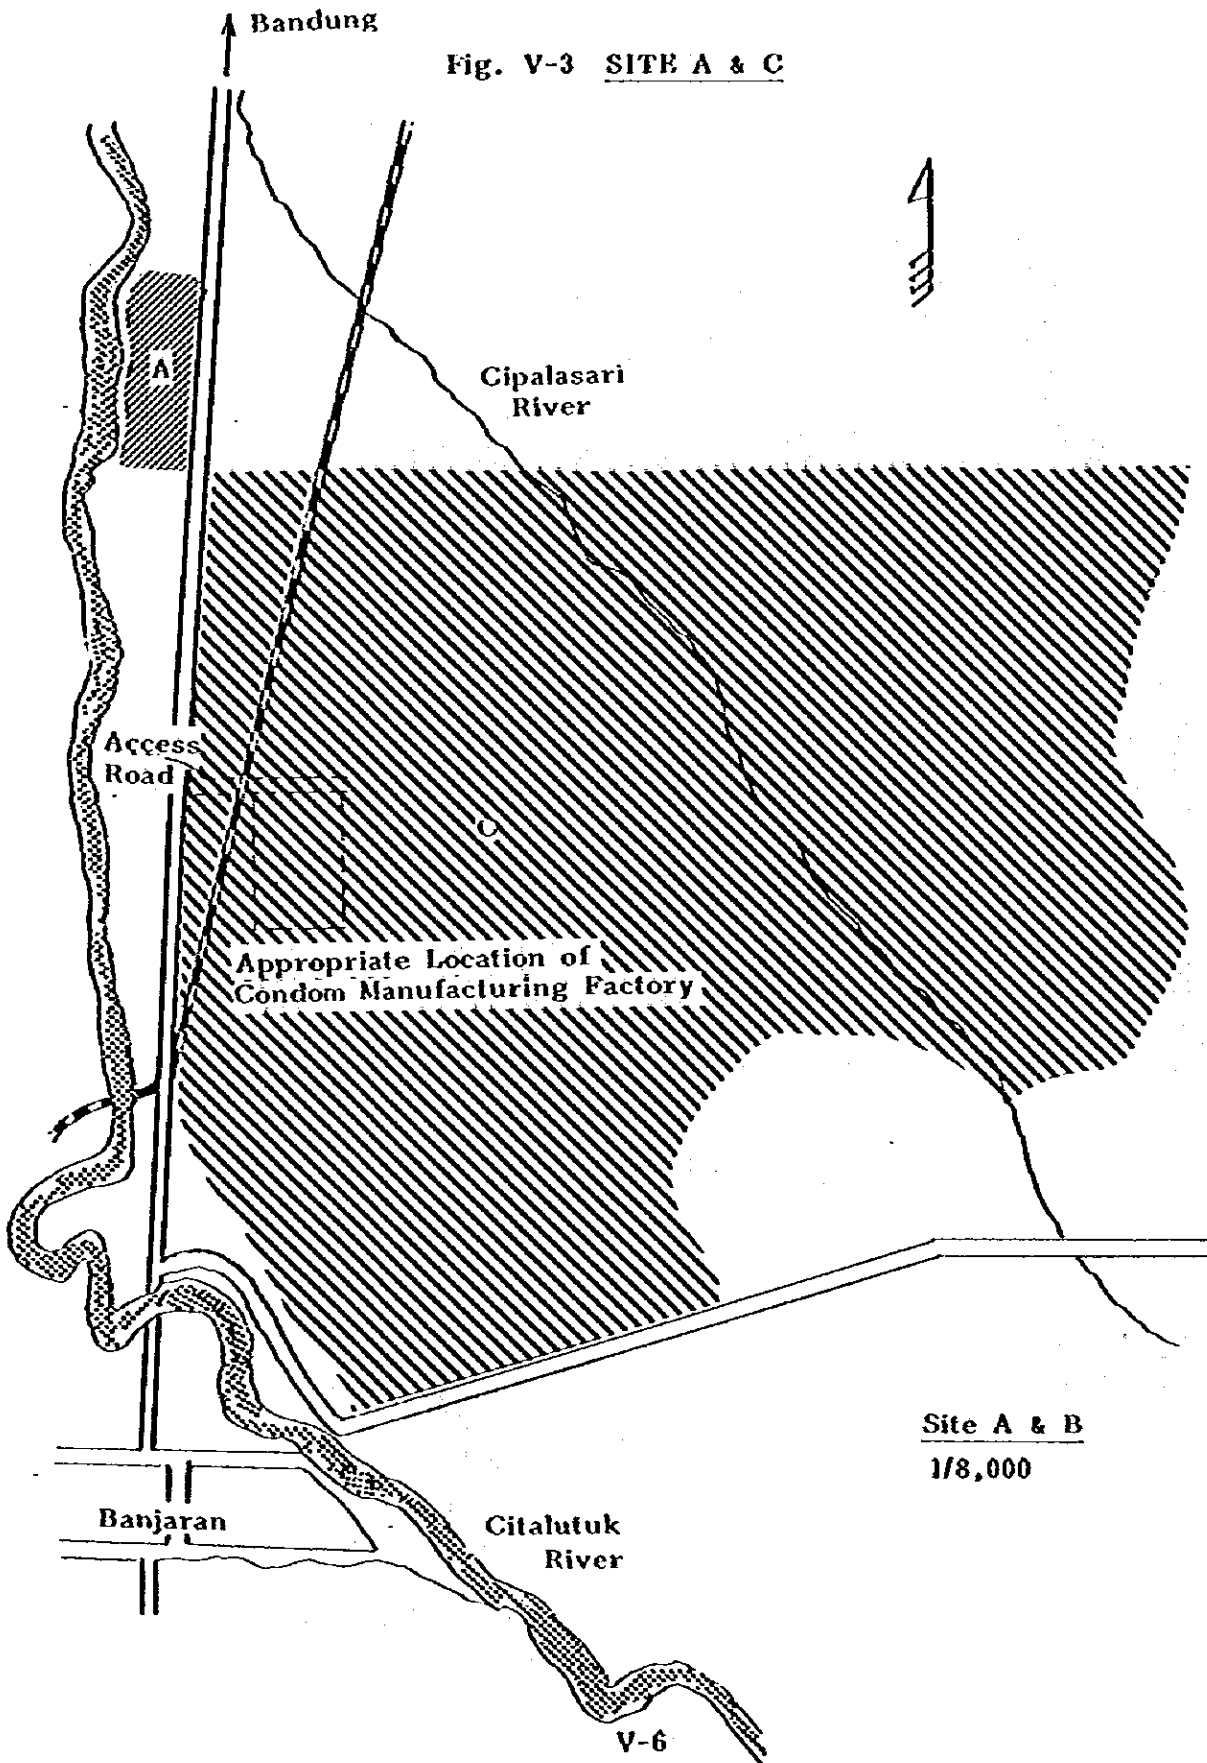 Bandung
Fig. V-3 SITE A & C
A
Cipalasari
River
Access
Road
C
Appropriate Location of
Condom Manufacturing Factory
Site A & B
1/8,000
Banjaran
Citalutuk
River
V-6